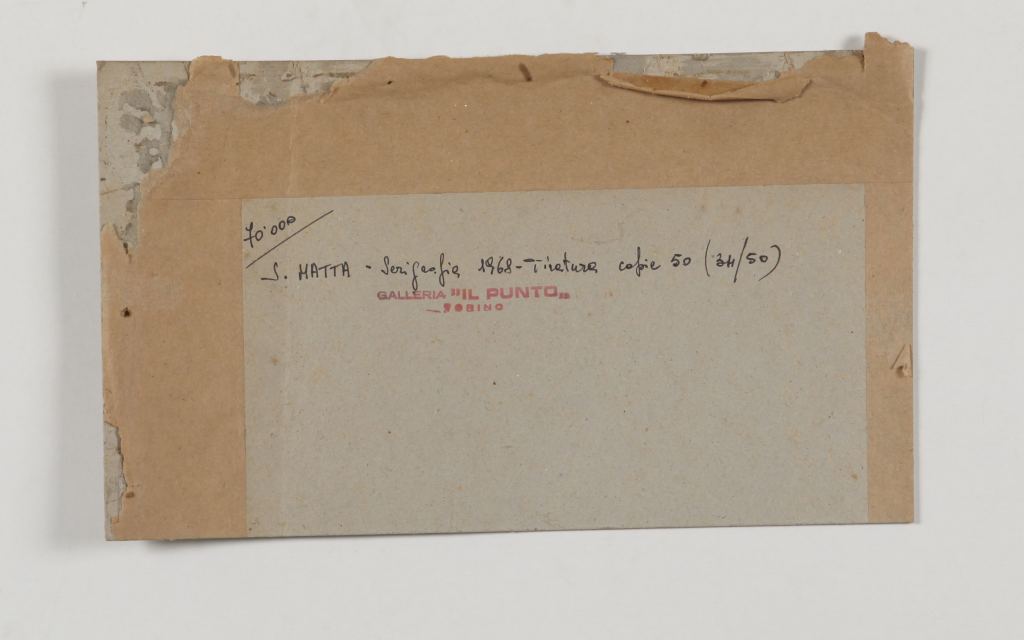 70.000
S. MATTA - Serigrafia 1968 - Tiratura copie 50 (34/50)
GALLERIA "IL PUNTO„
TORINO